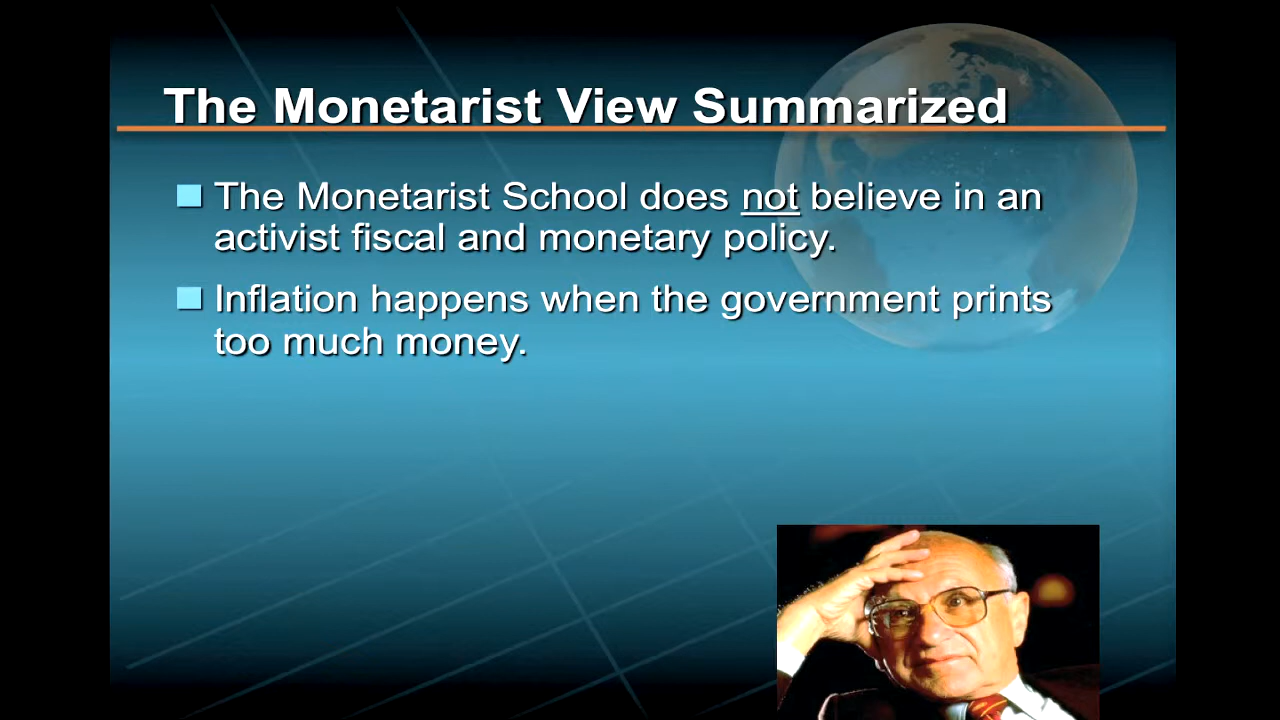 The Monetarist View Summarized
The Monetarist School does not believe in an
activist fiscal and monetary policy.
Inflation happens when the government prints
too much money.